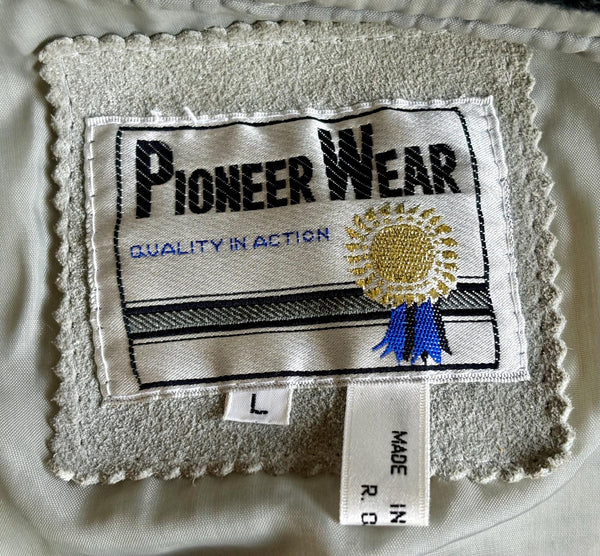 PIONEER WEAR
QUALITY IN ACTION
L
MADE IN
R.